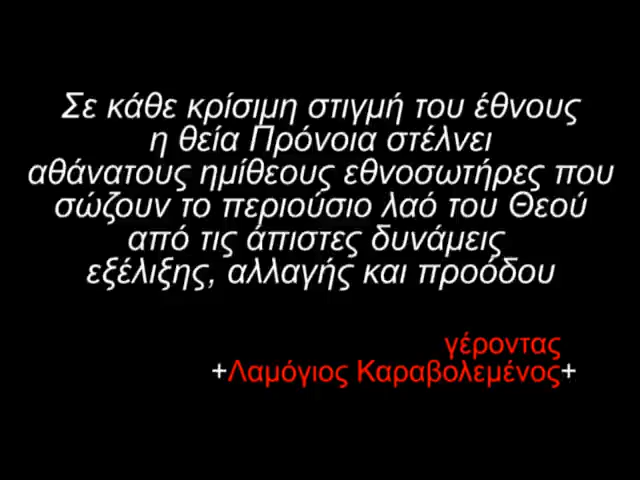 Σε κάθε κρίσιμη στιγμή του έθνους
η θεία Πρόνοια στέλνει
αθάνατους ημίθεους εθνοσωτήρες που
σώζουν το περιούσιο λαό του Θεού
από τις άπιστες δυνάμεις
εξέλιξης, αλλαγής και προόδου
γέροντας
+Λαμόγιος Καραβολεμένος+